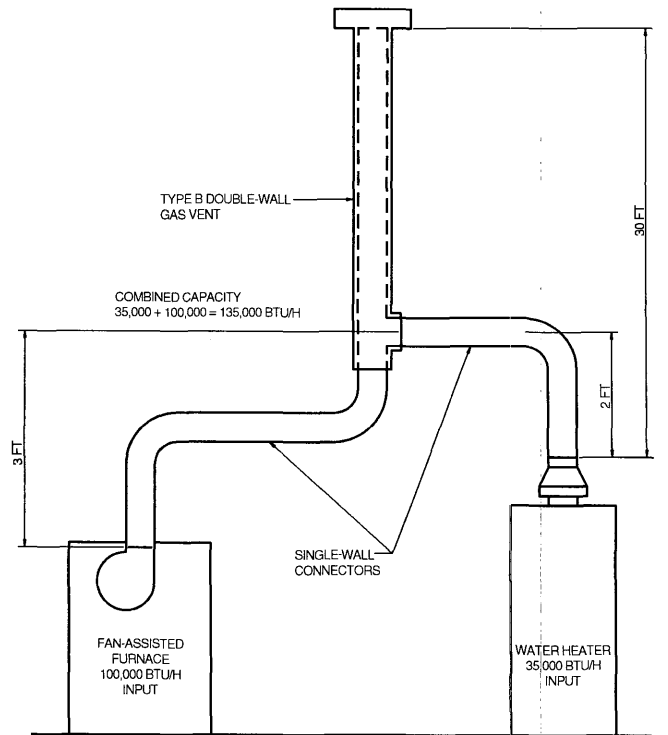 TYPE B DOUBLE-WALL
GAS VENT
30 FT
COMBINED CAPACITY
35,000 + 100,000 = 135,000 BTU/H
3 FT
2 FT
SINGLE-WALL
CONNECTORS
FAN-ASSISTED
FURNACE
100,000 BTU/H
INPUT
WATER HEATER
35,000 BTU/H
INPUT